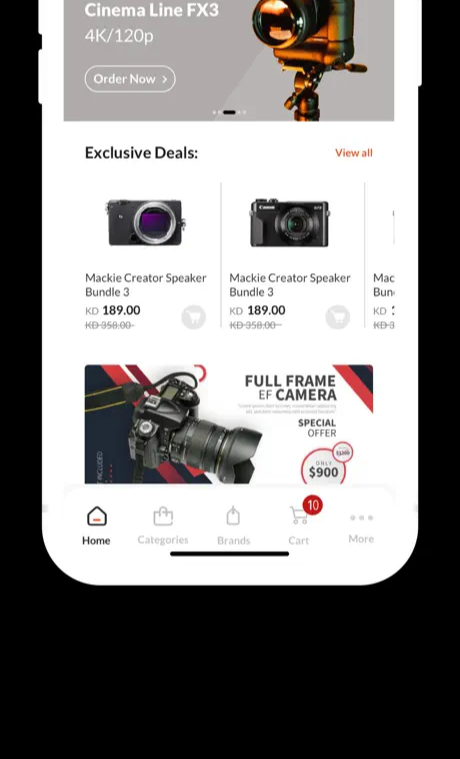 Cinema Line FX3
4K/120p
Order Now
Exclusive Deals:
View all
Mackie Creator Speaker
Bundle 3
KD 189.00
KD 358.00
Canon
Mackie Creator Speaker
Bundle 3
KD 189.00
KD 358.00
Mac
Bun
KD
KD 3
FULL FRAME
EF CAMERA
SPECIAL
OFFER
INCLUDED
ONLY
$900
10
Home
Categories
Brands
Cart
More